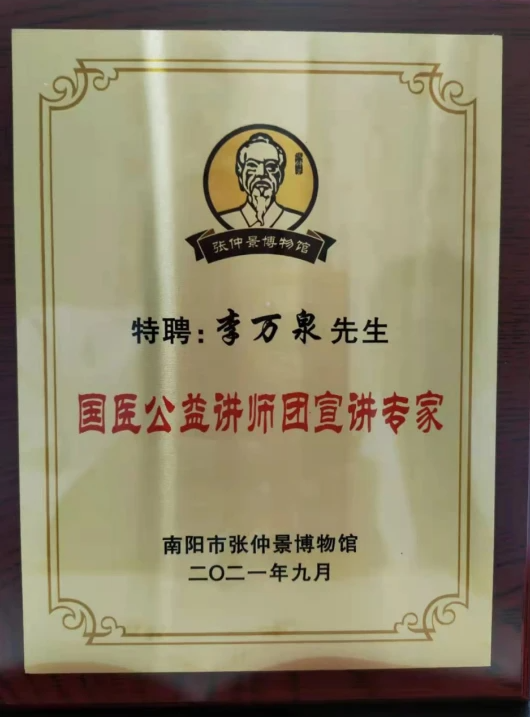 张仲景博物馆
特聘：李万泉先生
国医公益讲师团宣讲专家
南阳市张仲景博物馆
二〇二一年九月